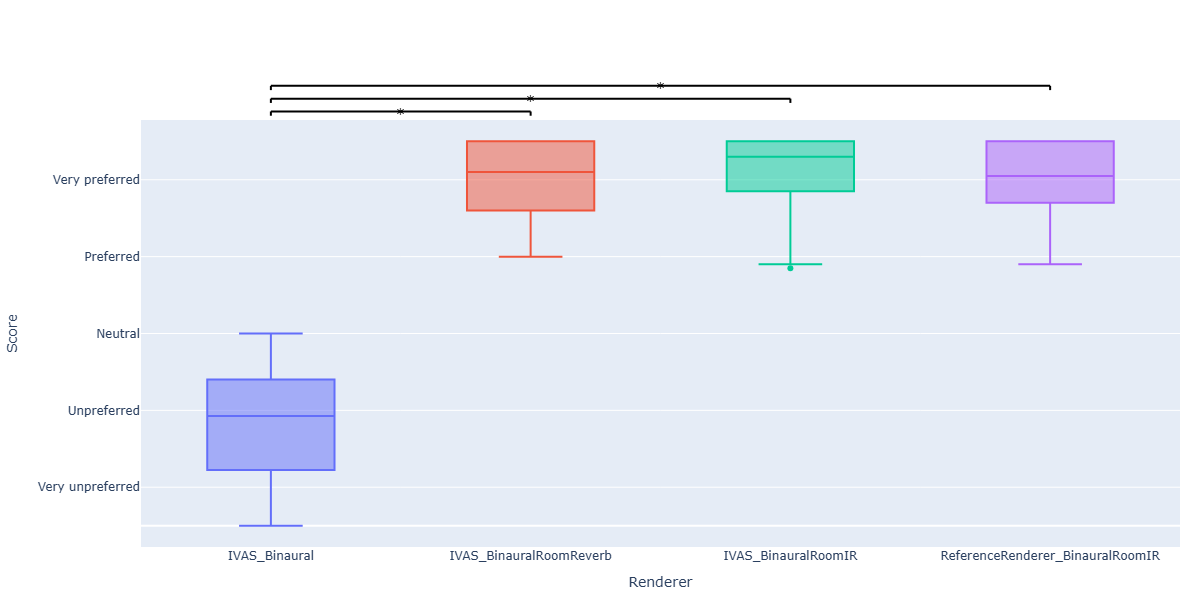 *
*
*
Very preferred
Preferred
Neutral
Unpreferred
Very unpreferred
Score
IVAS_Binaural
IVAS_BinauralRoomReverb
IVAS_BinauralRoomIR
ReferenceRenderer_BinauralRoomIR
Renderer